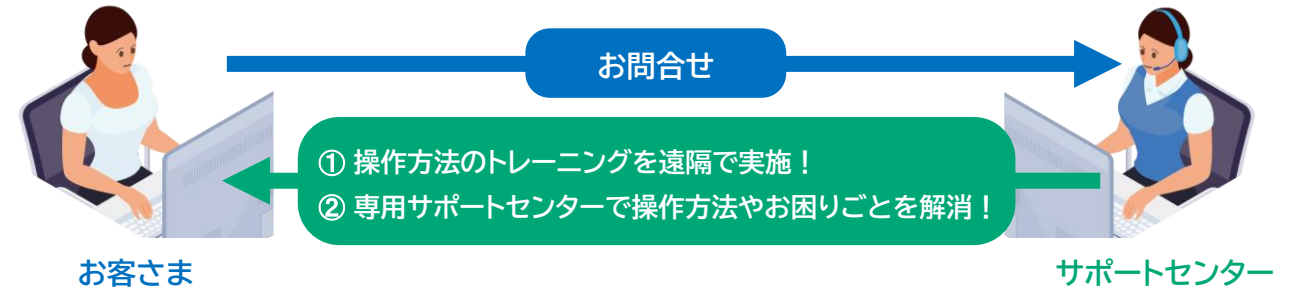 お問合せ
① 操作方法のトレーニングを遠隔で実施！
② 専用サポートセンターで操作方法やお困りごとを解消！
お客さま
サポートセンター